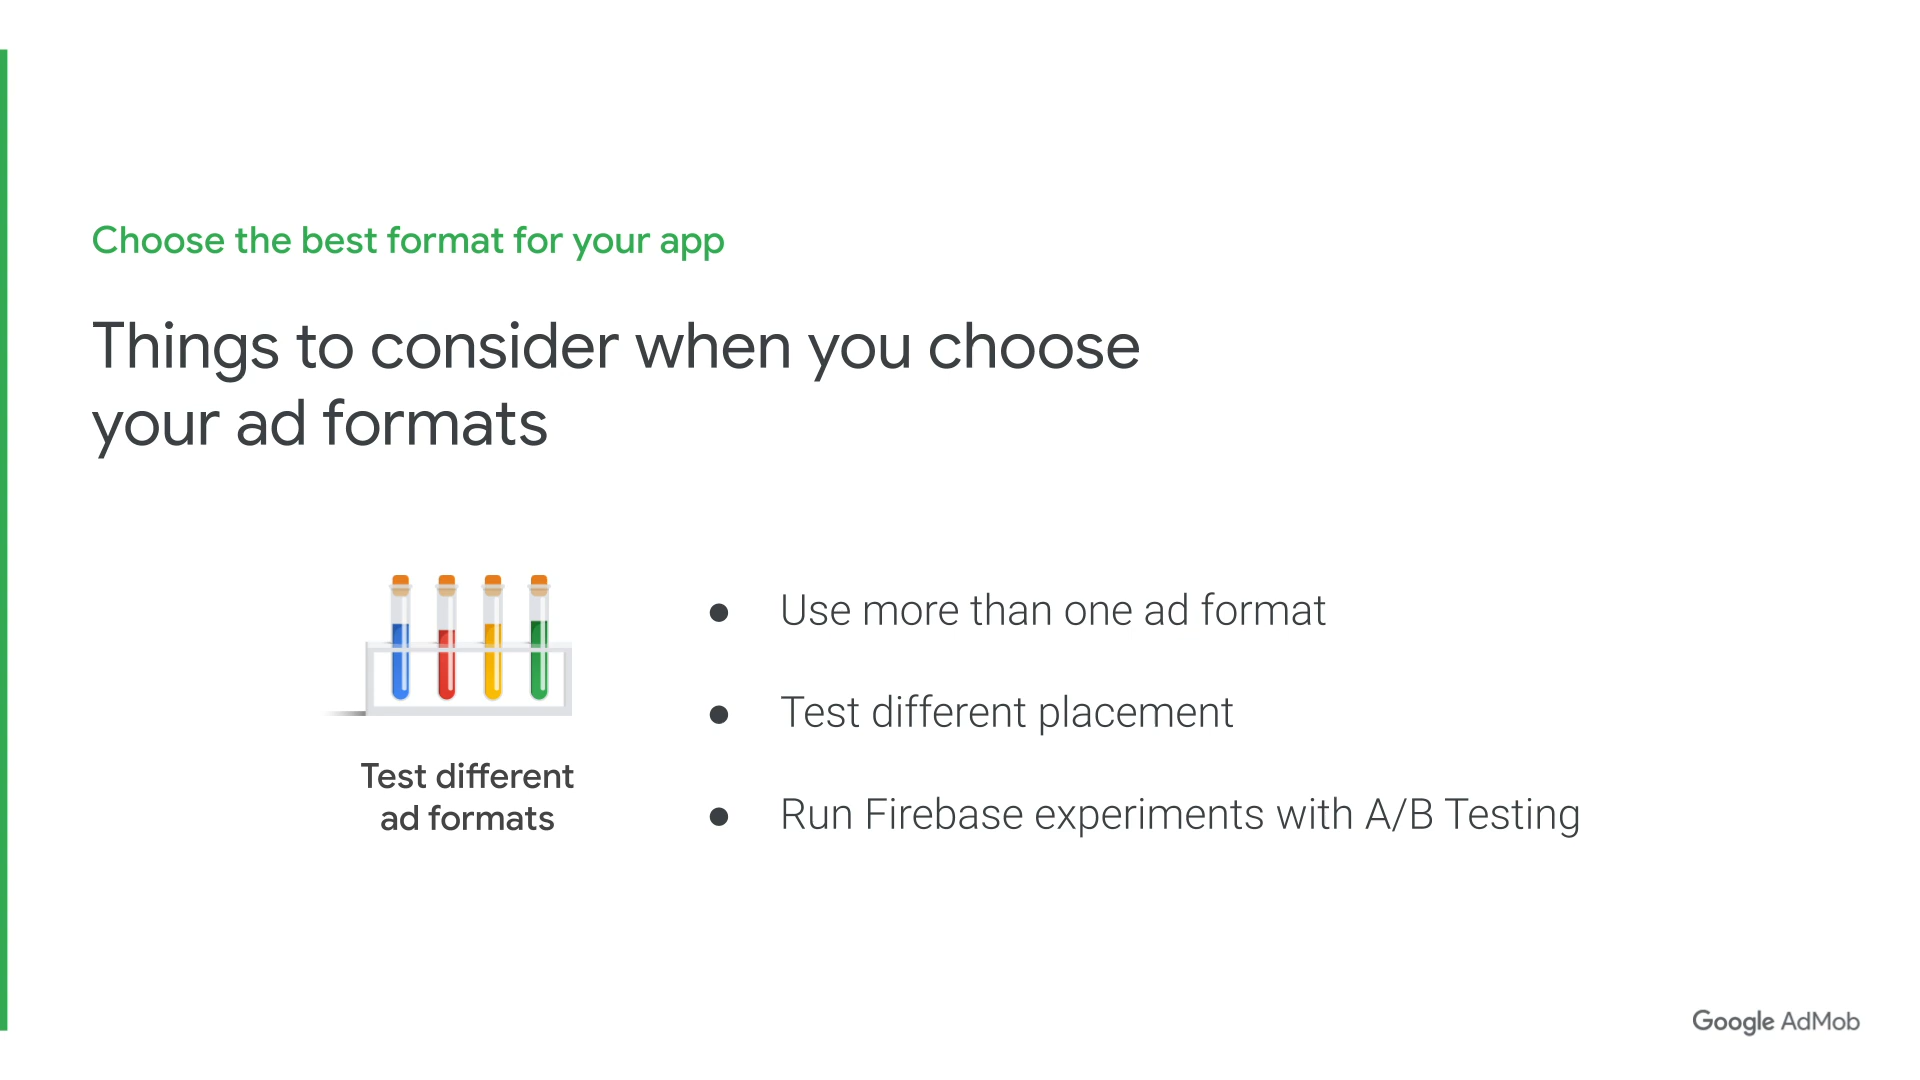 Choose the best format for your app
Things to consider when you choose
your ad formats
Test different
ad formats
● Use more than one ad format
● Test different placement
● Run Firebase experiments with A/B Testing
Google AdMob